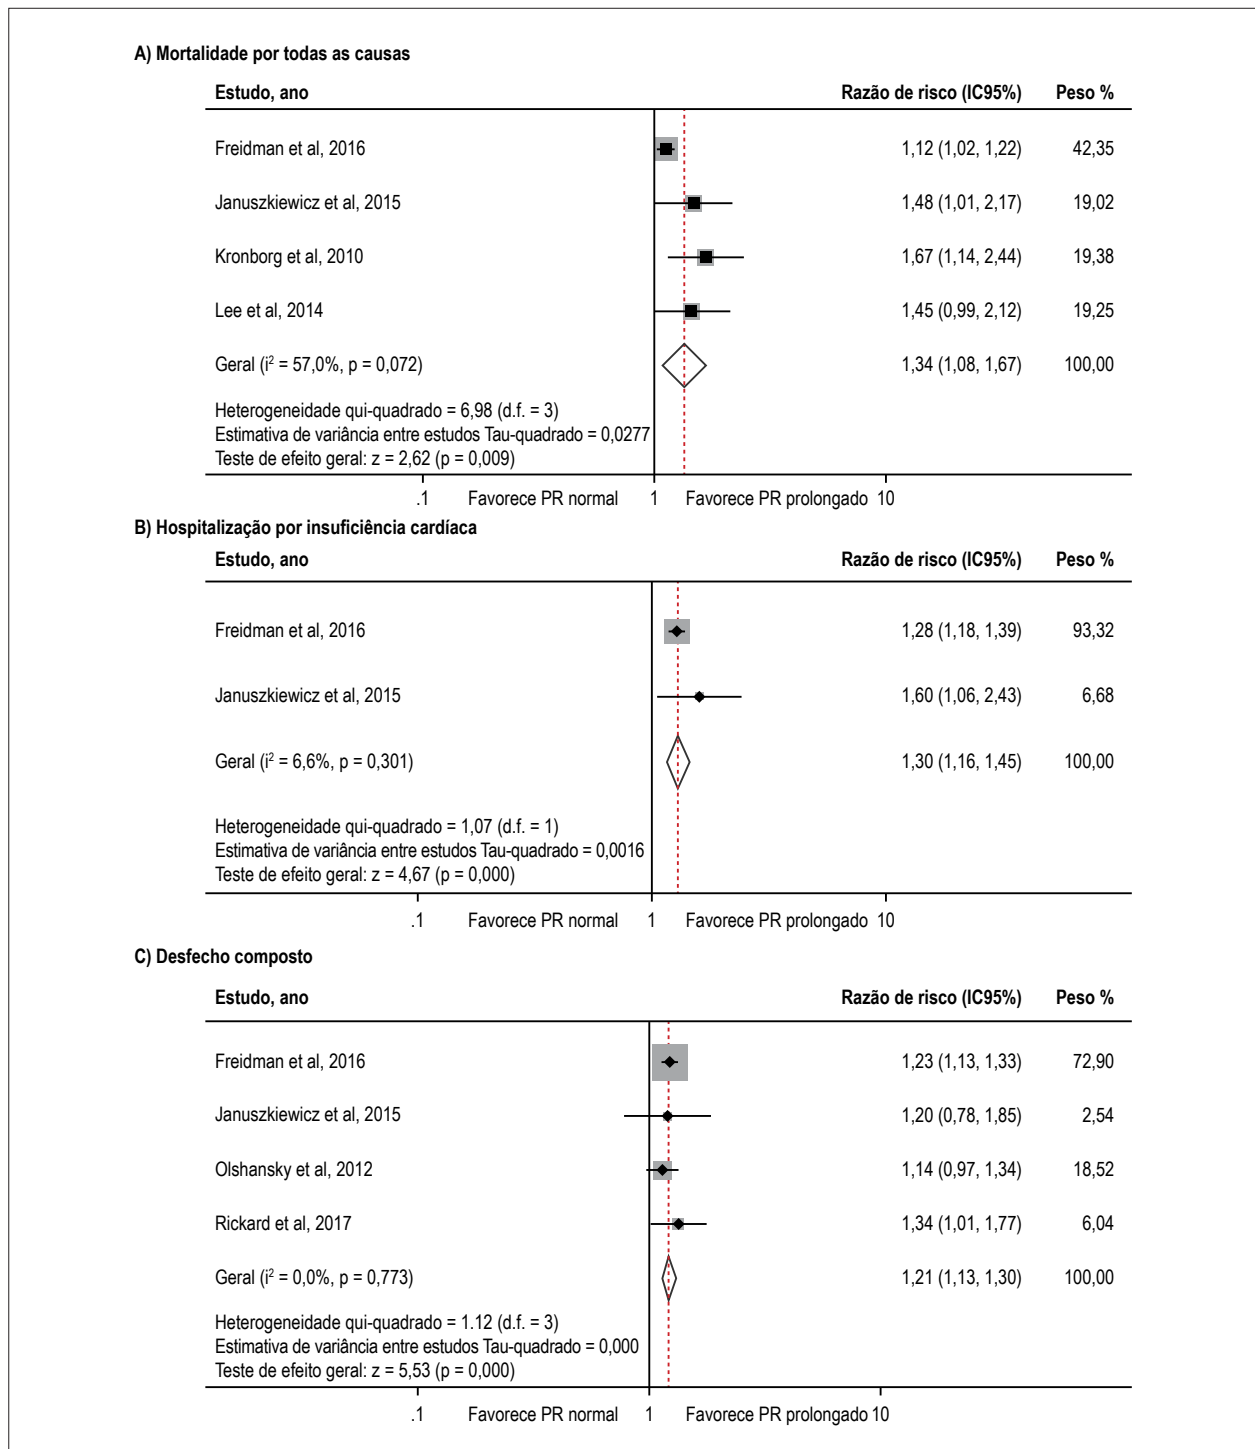 A) Mortalidade por todas as causas
Estudo, ano Razão de risco (IC95%) Peso %
Freidman et al, 2016 1,12 (1,02, 1,22) 42,35
Januszkiewicz et al, 2015 1,48 (1,01, 2,17) 19,02
Kronborg et al, 2010 1,67 (1,14, 2,44) 19,38
Lee et al, 2014 1,45 (0,99, 2,12) 19,25
Geral (i² = 57,0%, p = 0,072) 1,34 (1,08, 1,67) 100,00
Heterogeneidade qui-quadrado = 6,98 (d.f. = 3)
Estimativa de variância entre estudos Tau-quadrado = 0,0277
Teste de efeito geral: z = 2,62 (p = 0,009)
.1 Favorece PR normal 1 Favorece PR prolongado 10
B) Hospitalização por insuficiência cardíaca
Estudo, ano Razão de risco (IC95%) Peso %
Freidman et al, 2016 1,28 (1,18, 1,39) 93,32
Januszkiewicz et al, 2015 1,60 (1,06, 2,43) 6,68
Geral (i² = 6,6%, p = 0,301) 1,30 (1,16, 1,45) 100,00
Heterogeneidade qui-quadrado = 1,07 (d.f. = 1)
Estimativa de variância entre estudos Tau-quadrado = 0,0016
Teste de efeito geral: z = 4,67 (p = 0,000)
.1 Favorece PR normal 1 Favorece PR prolongado 10
C) Desfecho composto
Estudo, ano Razão de risco (IC95%) Peso %
Freidman et al, 2016 1,23 (1,13, 1,33) 72,90
Januszkiewicz et al, 2015 1,20 (0,78, 1,85) 2,54
Olshansky et al, 2012 1,14 (0,97, 1,34) 18,52
Rickard et al, 2017 1,34 (1,01, 1,77) 6,04
Geral (i² = 0,0%, p = 0,773) 1,21 (1,13, 1,30) 100,00
Heterogeneidade qui-quadrado = 1.12 (d.f. = 3)
Estimativa de variância entre estudos Tau-quadrado = 0,000
Teste de efeito geral: z = 5,53 (p = 0,000)
.1 Favorece PR normal 1 Favorece PR prolongado 10